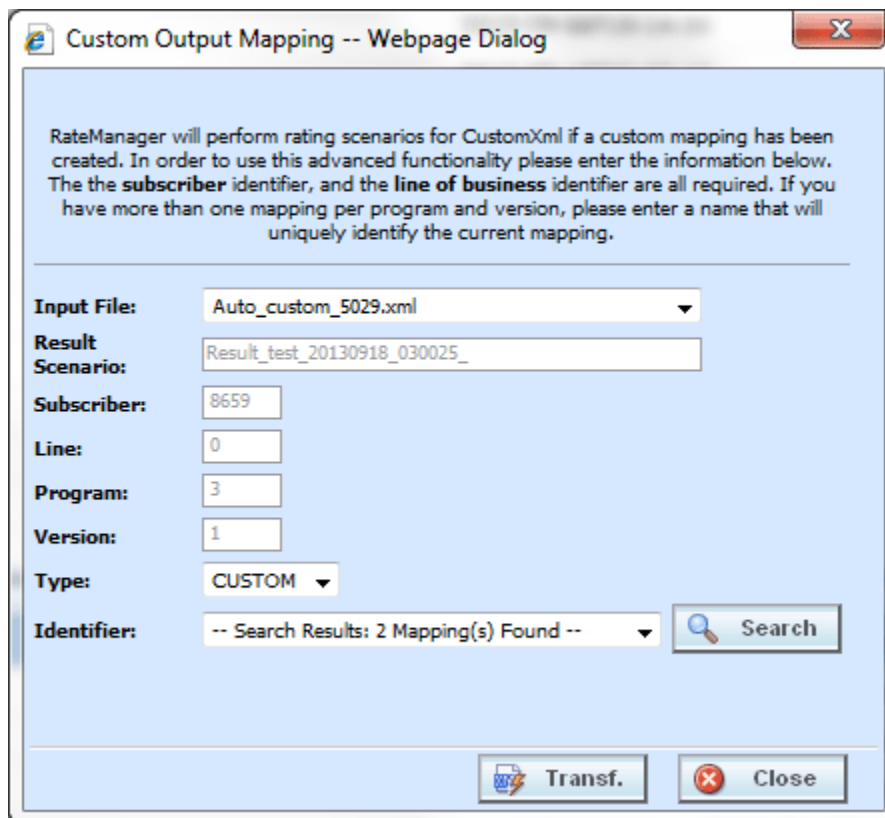 Custom Output Mapping -- Webpage Dialog
RateManager will perform rating scenarios for CustomXml if a custom mapping has been
created. In order to use this advanced functionality please enter the information below.
The the subscriber identifier, and the line of business identifier are all required. If you
have more than one mapping per program and version, please enter a name that will
uniquely identify the current mapping.
Input File: Auto_custom_5029.xml
Result
Scenario: Result_test_20130918_030025_
Subscriber: 8659
Line: 0
Program: 3
Version: 1
Type: CUSTOM
Identifier: -- Search Results: 2 Mapping(s) Found -- Search
Transf. Close